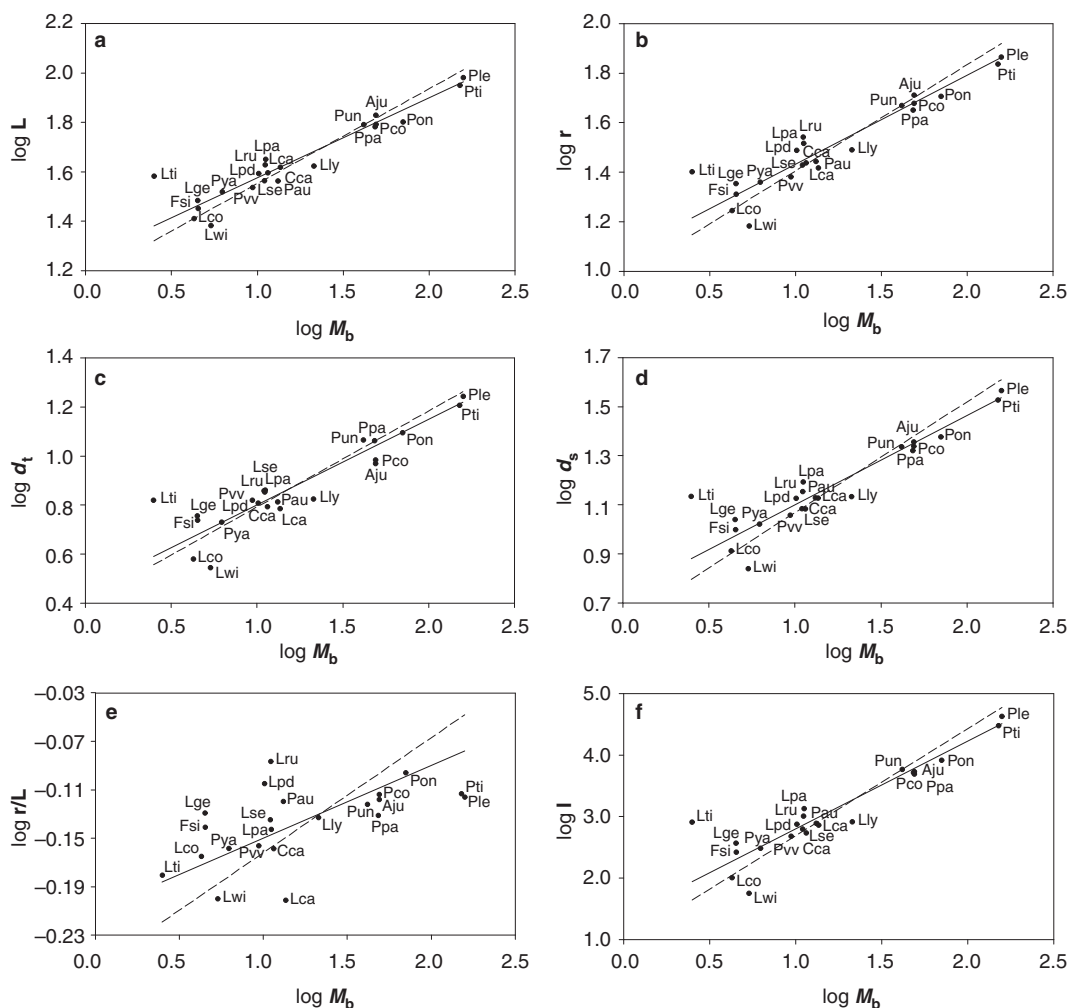 a
2.2
2.0
1.8
1.6
1.4
1.2
log L
0.0 0.5 1.0 1.5 2.0 2.5
log Mb
Ple
Pti
Aju
Pun
Pco
Pon
Ppa
Lpa
Lru
Lca
Lly
Lti
Lpd
Lge
Pya
Cca
Fsi
Pvv
Lse
Pau
Lco
Lwi
b
2.0
1.8
1.6
1.4
1.2
1.0
log r
0.0 0.5 1.0 1.5 2.0 2.5
log Mb
Ple
Pti
Aju
Pun
Pco
Pon
Ppa
Lpa
Lru
Lpd
Cca
Lly
Lti
Lge
Pya
Lse
Pau
Fsi
Pvv
Lca
Lco
Lwi
c
1.4
1.2
1.0
0.8
0.6
0.4
log dt
0.0 0.5 1.0 1.5 2.0 2.5
log Mb
Ple
Pti
Ppa
Pun
Pon
Pco
Aju
Lse
Lru
Lpa
Lti
Pvv
Lge
Lpd
Pau
Lly
Fsi
Cca
Lca
Pya
Lco
Lwi
d
1.7
1.5
1.3
1.1
0.9
0.7
log ds
0.0 0.5 1.0 1.5 2.0 2.5
log Mb
Ple
Pti
Aju
Pun
Pon
Pco
Ppa
Lpa
Lru
Lti
Lpd
Pau
Lly
Lge
Pya
Lca
Fsi
Cca
Pvv
Lse
Lco
Lwi
e
−0.03
−0.07
−0.11
−0.15
−0.19
−0.23
log r/L
0.0 0.5 1.0 1.5 2.0 2.5
log Mb
Lru
Lpd
Pon
Pau
Pco
Pti
Lge
Aju
Ple
Pun
Lse
Ppa
Fsi
Lpa
Lly
Lco
Pya
Pvv
Cca
Lti
Lwi
Lca
f
5.0
4.0
3.0
2.0
1.0
log I
0.0 0.5 1.0 1.5 2.0 2.5
log Mb
Ple
Pti
Pun
Aju
Pon
Ppa
Lpa
Lru
Lti
Lpd
Pau
Lca
Lly
Lge
Pya
Lse
Fsi
Pvv
Cca
Lco
Lwi